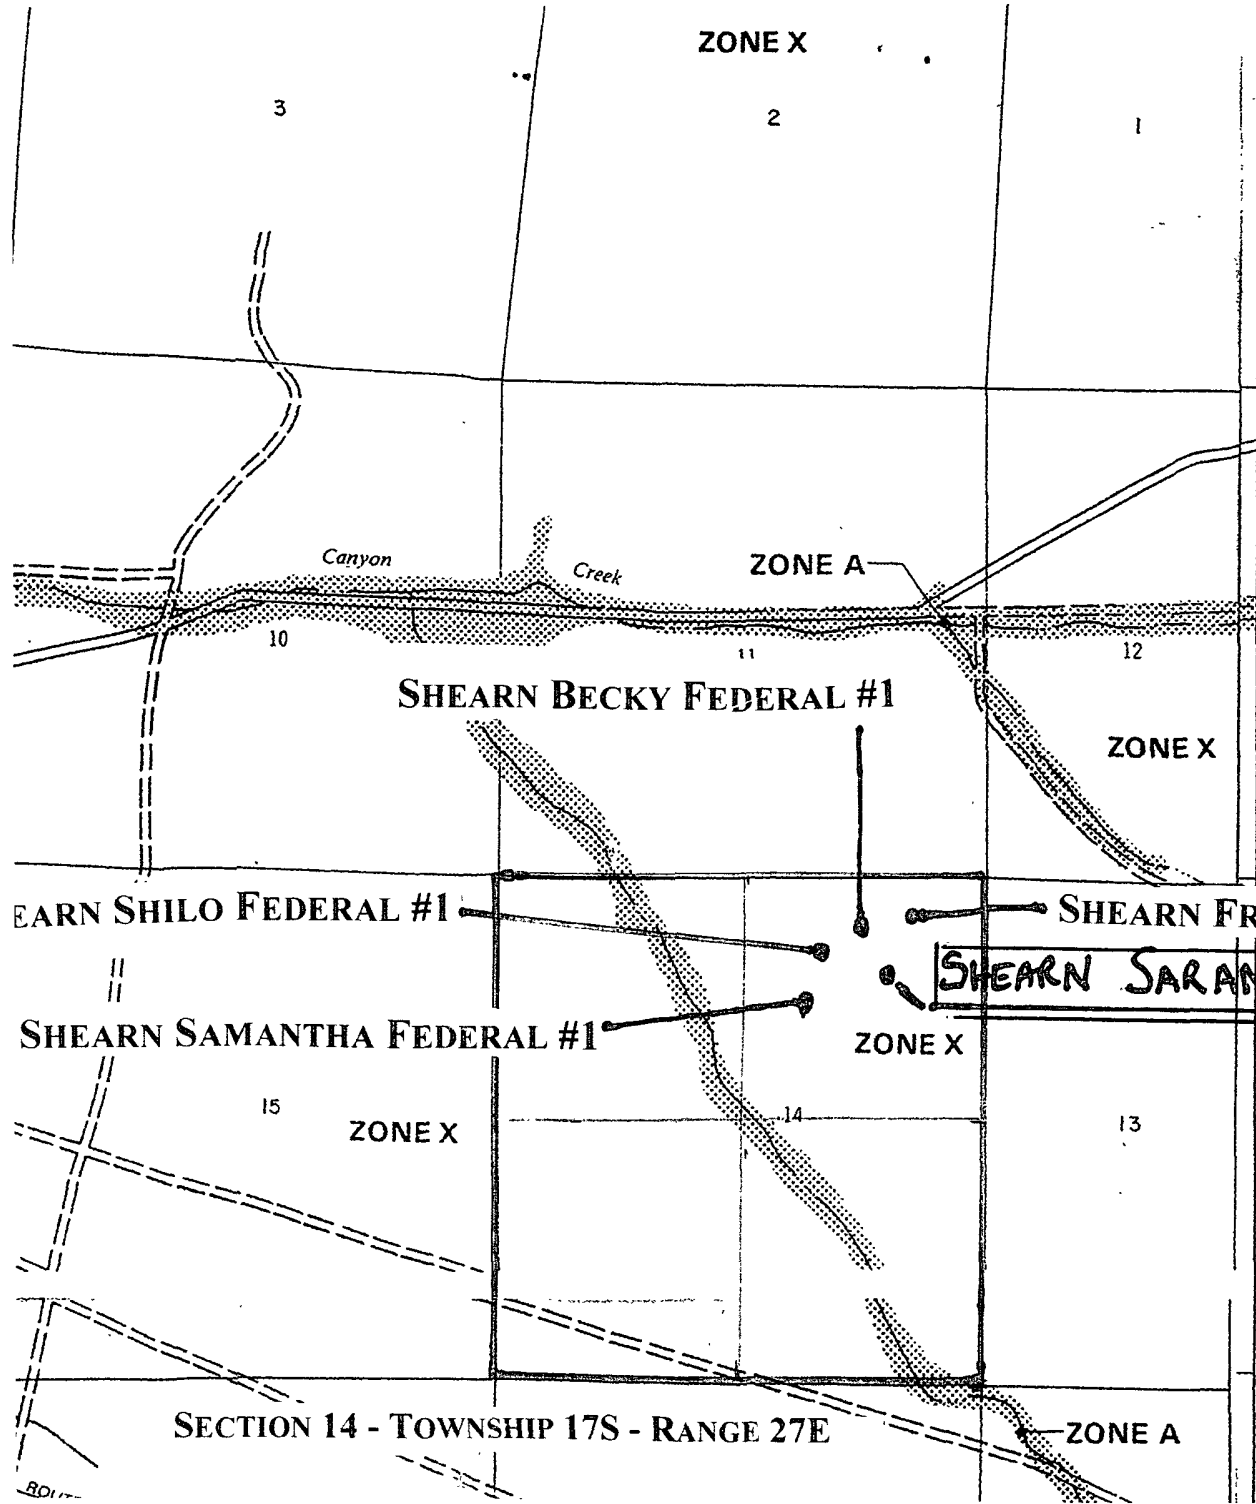 ZONE X
3
2
1
Canyon
Creek
ZONE A
10
11
12
SHEARN BECKY FEDERAL #1
ZONE X
EARN SHILO FEDERAL #1
SHEARN FR
SHEARN SARAN
SHEARN SAMANTHA FEDERAL #1
ZONE X
15
14
13
ZONE X
SECTION 14 - TOWNSHIP 17S - RANGE 27E
ZONE A
ROUTE